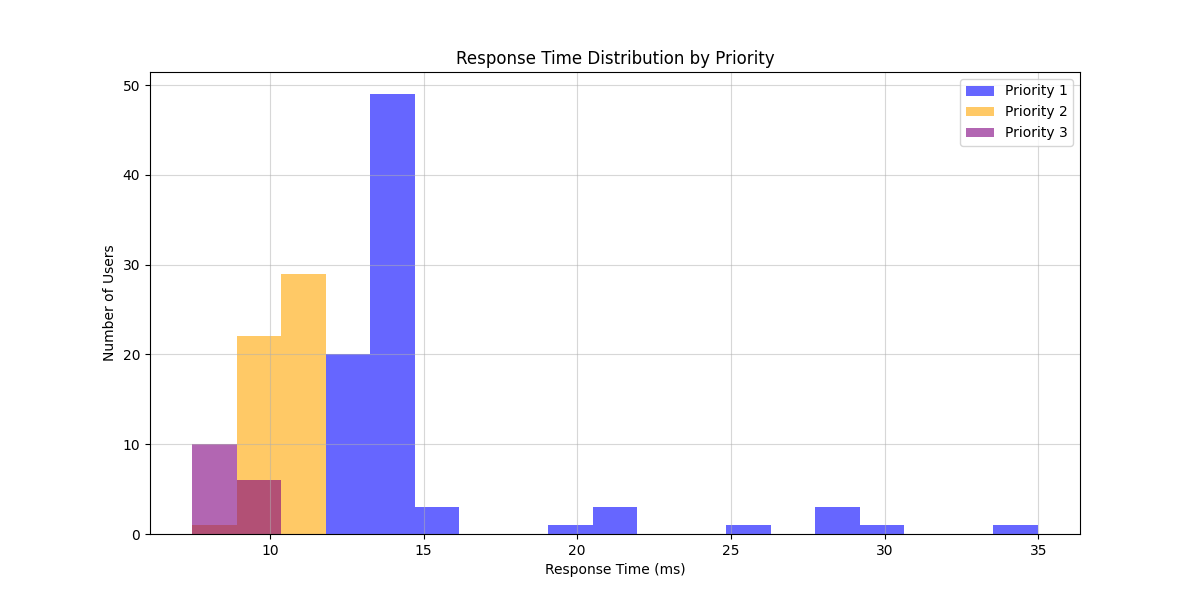 Response Time Distribution by Priority
Priority 1
Priority 2
Priority 3
Number of Users
50
40
30
20
10
0
10 15 20 25 30 35
Response Time (ms)